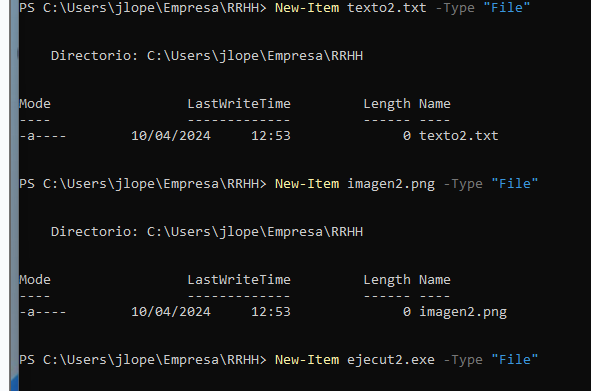 PS C:\Users\jlope\Empresa\RRHH> New-Item texto2.txt -Type "File"
Directorio: C:\Users\jlope\Empresa\RRHH
Mode                 LastWriteTime         Length Name
----                 -------------         ------ ----
-a----        10/04/2024     12:53              0 texto2.txt
PS C:\Users\jlope\Empresa\RRHH> New-Item imagen2.png -Type "File"
Directorio: C:\Users\jlope\Empresa\RRHH
Mode                 LastWriteTime         Length Name
----                 -------------         ------ ----
-a----        10/04/2024     12:53              0 imagen2.png
PS C:\Users\jlope\Empresa\RRHH> New-Item ejecut2.exe -Type "File"